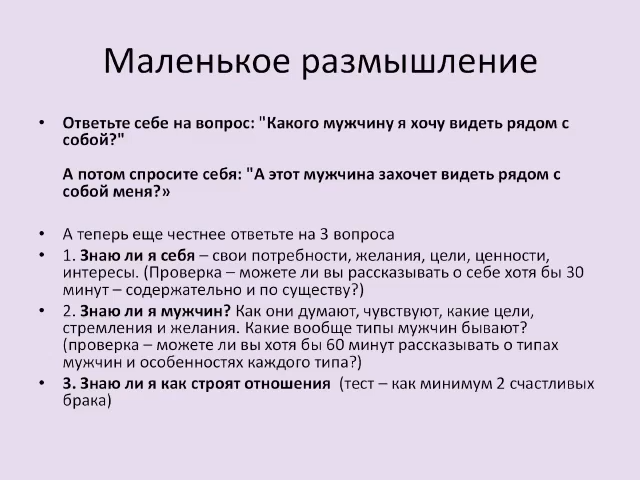 Маленькое размышление
• Ответьте себе на вопрос: "Какого мужчину я хочу видеть рядом с
собой?"
А потом спросите себя: "А этот мужчина захочет видеть рядом с
собой меня?»
• А теперь еще честнее ответьте на 3 вопроса
• 1. Знаю ли я себя – свои потребности, желания, цели, ценности,
интересы. (Проверка – можете ли вы рассказывать о себе хотя бы 30
минут – содержательно и по существу?)
• 2. Знаю ли я мужчин? Как они думают, чувствуют, какие цели,
стремления и желания. Какие вообще типы мужчин бывают?
(проверка – можете ли вы хотя бы 60 минут рассказывать о типах
мужчин и особенностях каждого типа?)
• 3. Знаю ли я как строят отношения (тест – как минимум 2 счастливых
брака)